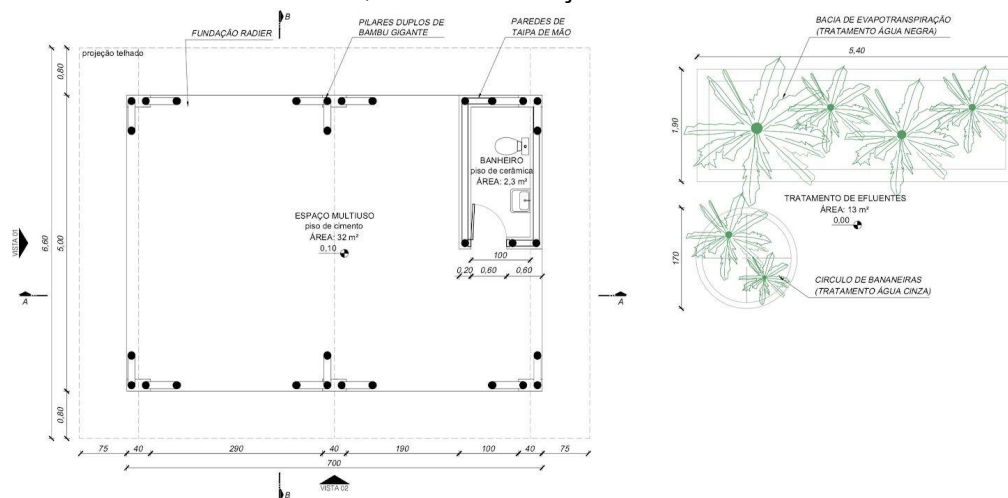 B
FUNDAÇÃO RADIER
PILARES DUPLOS DE
BAMBU GIGANTE
PAREDES DE
TAIPA DE MÃO
BACIA DE EVAPOTRANSPIRAÇÃO
(TRATAMENTO ÁGUA NEGRA)
projeção telhado
5,40
0,80
1,90
BANHEIRO
piso de cerâmica
ÁREA: 2,3 m²
ESPAÇO MULTIUSO
piso de cimento
ÁREA: 32 m²
0,10
TRATAMENTO DE EFLUENTES
ÁREA: 13 m²
0,00
VISTA 01
6,60
5,00
100
0,20
0,60
0,60
170
CIRCULO DE BANANEIRAS
(TRATAMENTO ÁGUA CINZA)
A
A
0,80
75
40
290
40
190
100
40
75
700
VISTA 02
B